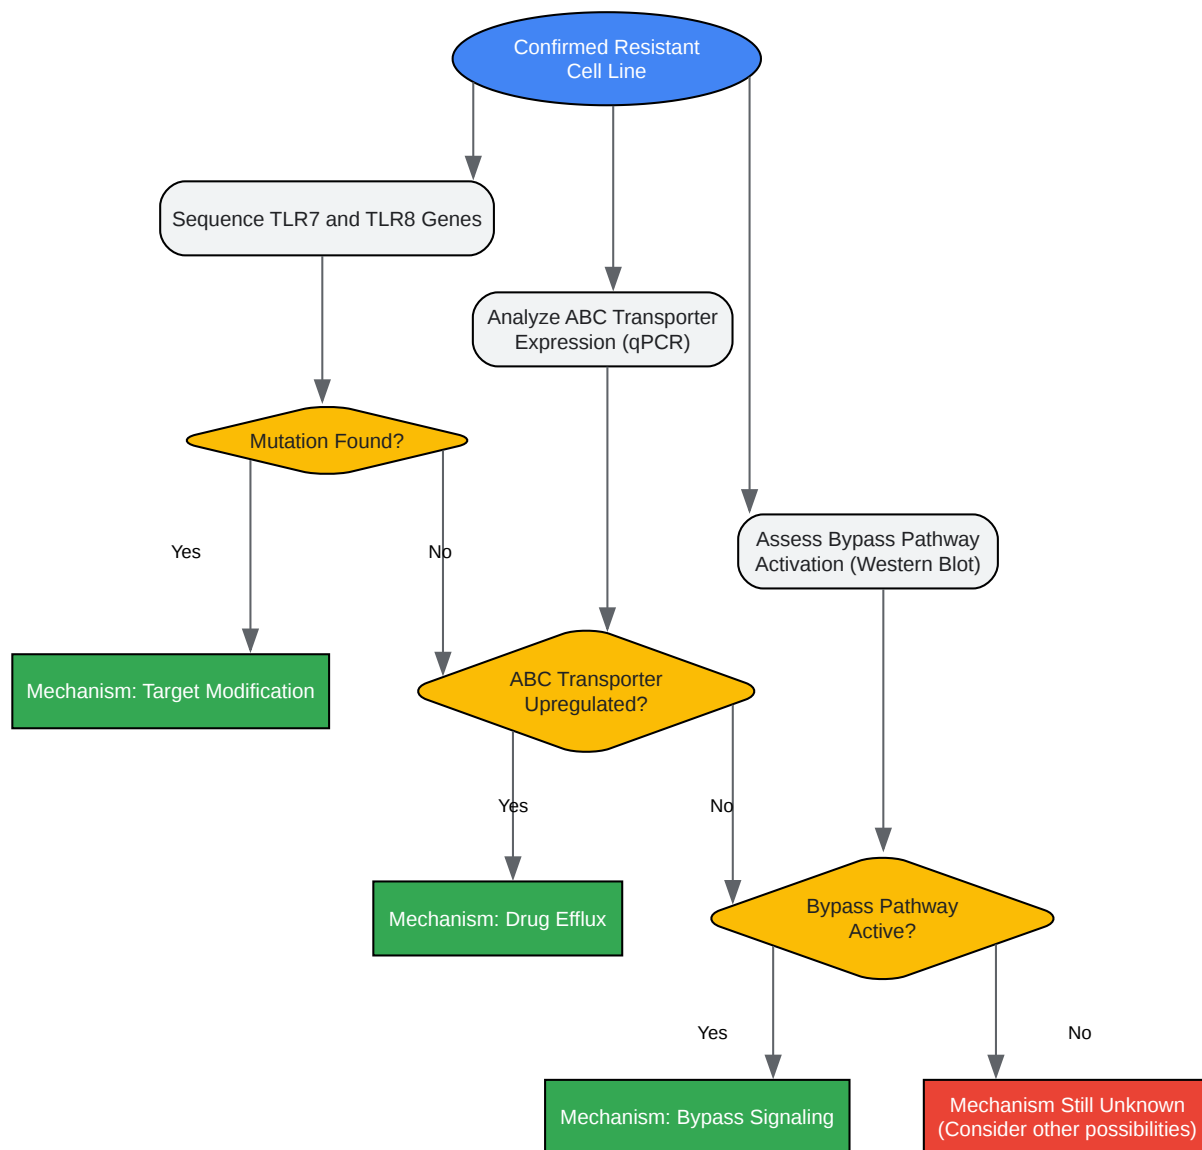 Confirmed Resistant
Cell Line
Sequence TLR7 and TLR8 Genes
Analyze ABC Transporter
Expression (qPCR)
Mutation Found?
Yes
No
Assess Bypass Pathway
Activation (Western Blot)
Mechanism: Target Modification
ABC Transporter
Upregulated?
Yes
No
Mechanism: Drug Efflux
Bypass Pathway
Active?
Yes
No
Mechanism: Bypass Signaling
Mechanism Still Unknown
(Consider other possibilities)